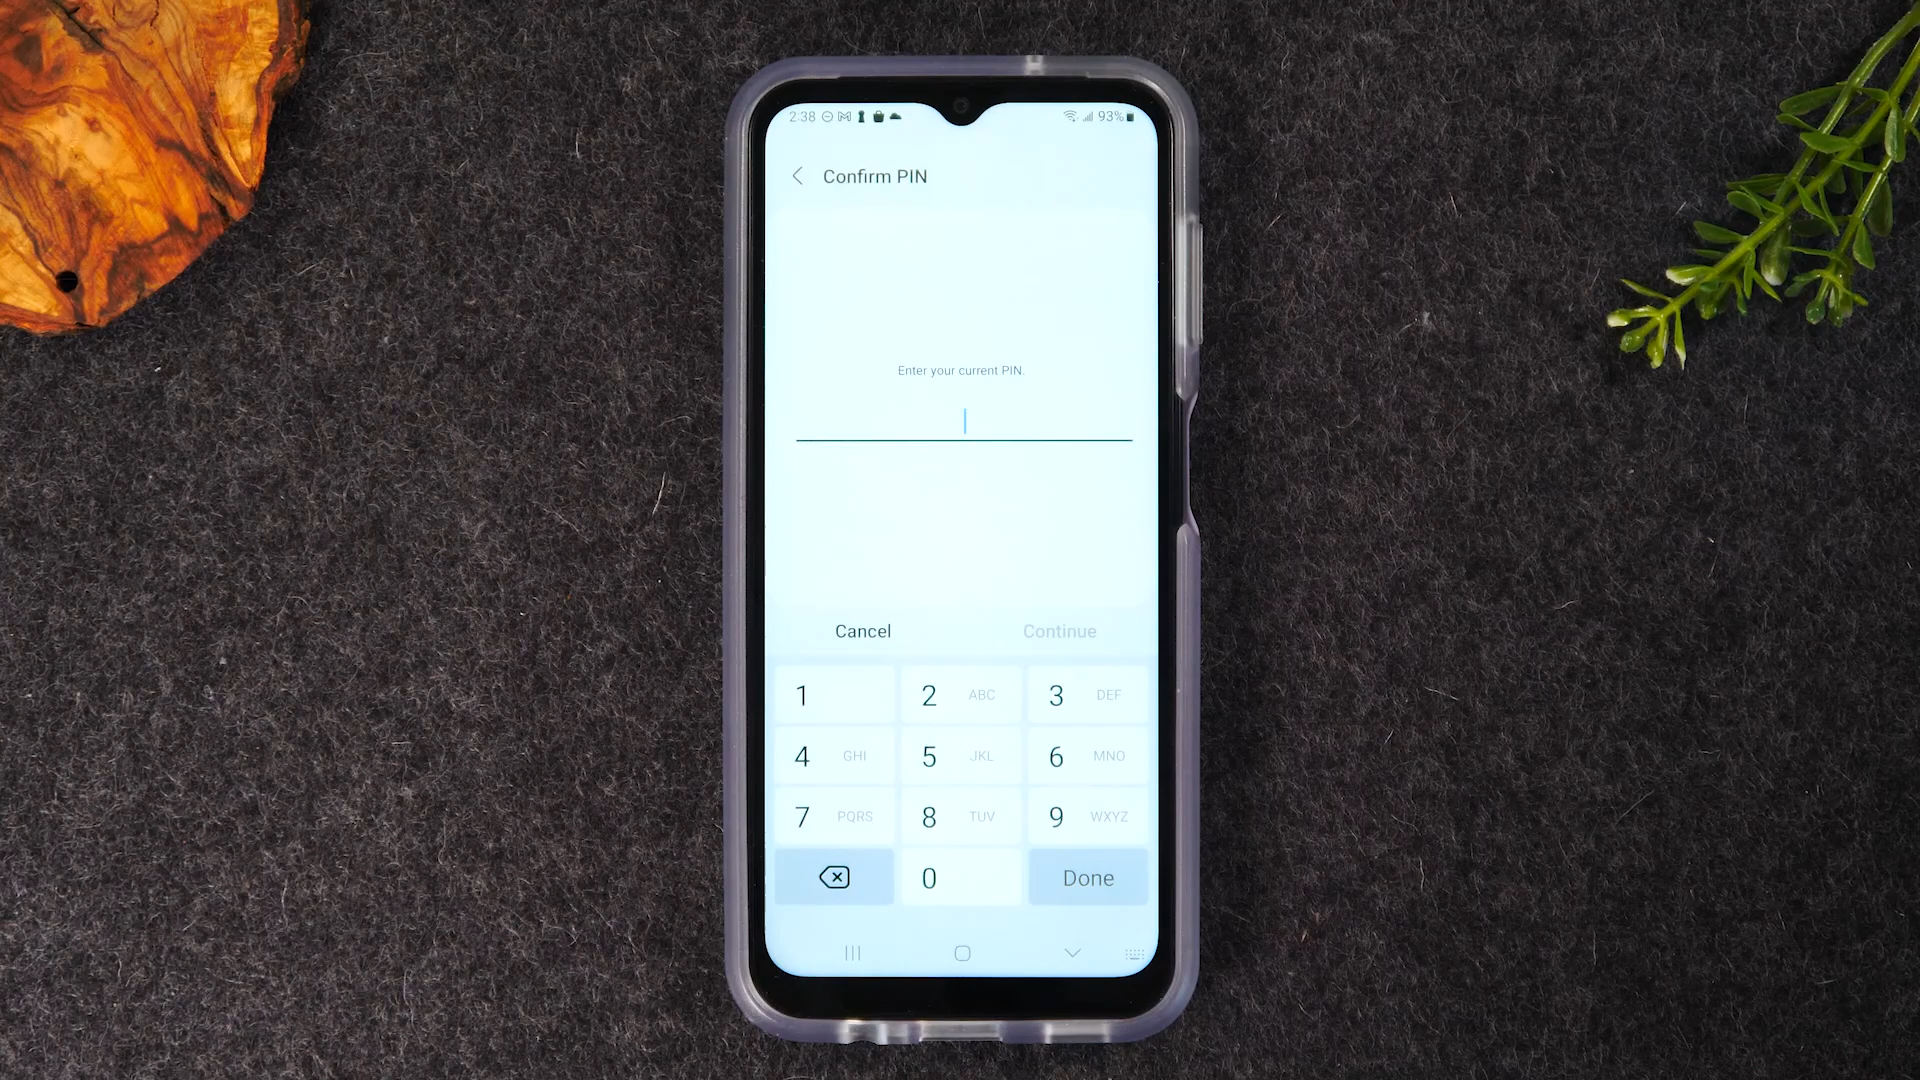 2:38 93%
Confirm PIN
Enter your current PIN.
Cancel Continue
1 2 ABC 3 DEF
4 GHI 5 JKL 6 MNO
7 PQRS 8 TUV 9 WXYZ
0 Done